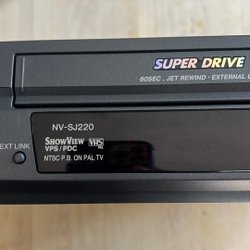 SUPER DRIVE
60SEC. JET REWIND - EXTERNAL L
NV-SJ220
SHOWVIEW VHS
VPS/PDC
NTSC P.B. ON PAL TV
EXT LINK